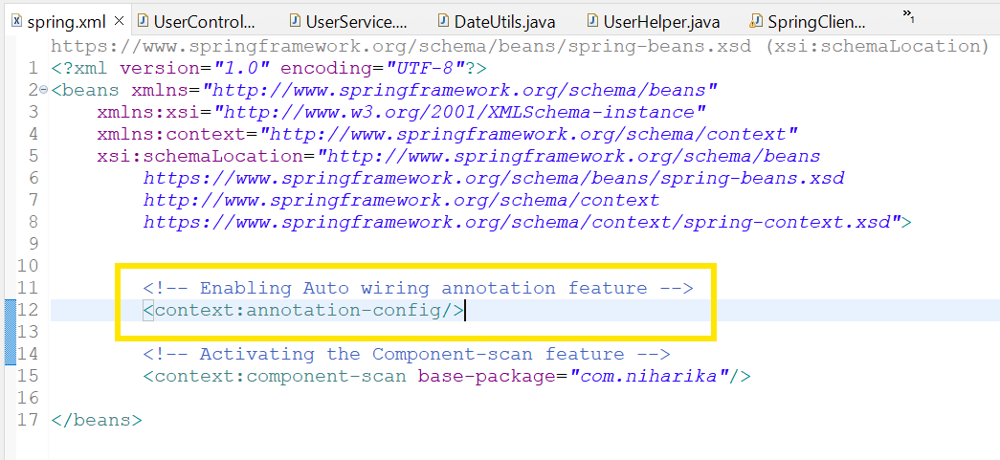 spring.xml UserControl... UserService.... DateUtils.java UserHelper.java SpringClien... »1
https://www.springframework.org/schema/beans/spring-beans.xsd (xsi:schemaLocation)
1 <?xml version="1.0" encoding="UTF-8"?>
2 <beans xmlns="http://www.springframework.org/schema/beans"
3     xmlns:xsi="http://www.w3.org/2001/XMLSchema-instance"
4     xmlns:context="http://www.springframework.org/schema/context"
5     xsi:schemaLocation="http://www.springframework.org/schema/beans
6         https://www.springframework.org/schema/beans/spring-beans.xsd
7         http://www.springframework.org/schema/context
8         https://www.springframework.org/schema/context/spring-context.xsd">
9
10
11         <!-- Enabling Auto wiring annotation feature -->
12         <context:annotation-config/>
13
14         <!-- Activating the Component-scan feature -->
15         <context:component-scan base-package="com.niharika"/>
16
17 </beans>